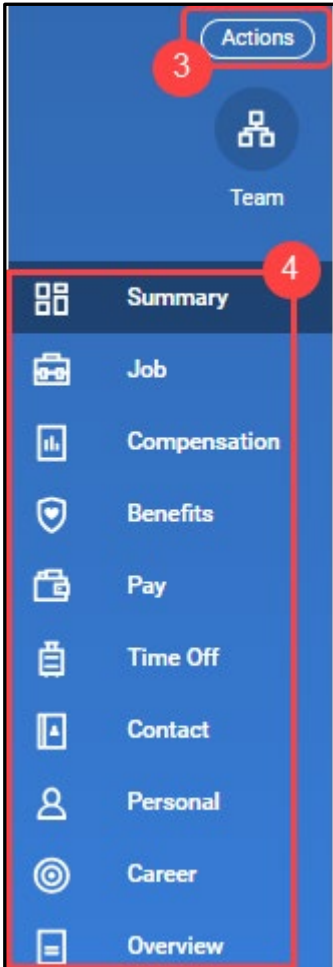 Actions
3
Team
4
Summary
Job
Compensation
Benefits
Pay
Time Off
Contact
Personal
Career
Overview